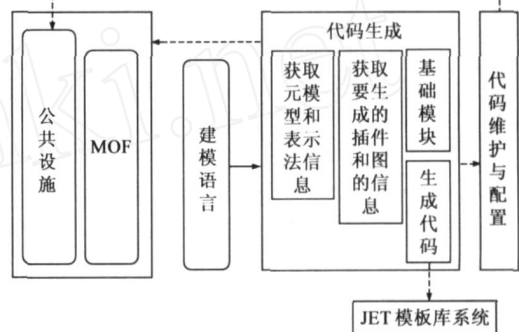 代码生成
公共设施
MOF
建模语言
获取
元模
型和
表示
法信
息
获取
要生
成的
插件
和图
的信
息
基础模块
生成代码
代码维护与配置
JET 模板库系统
ki.net